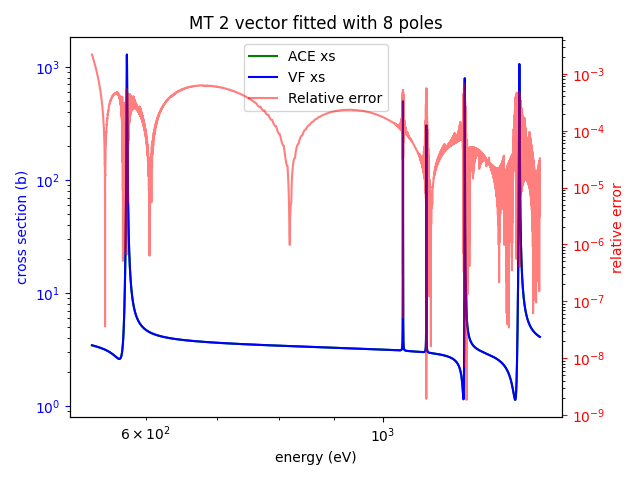 MT 2 vector fitted with 8 poles
ACE xs
VF xs
Relative error
cross section (b)
10³
10²
10¹
10⁰
relative error
10⁻³
10⁻⁴
10⁻⁵
10⁻⁶
10⁻⁷
10⁻⁸
10⁻⁹
6 × 10²
10³
energy (eV)